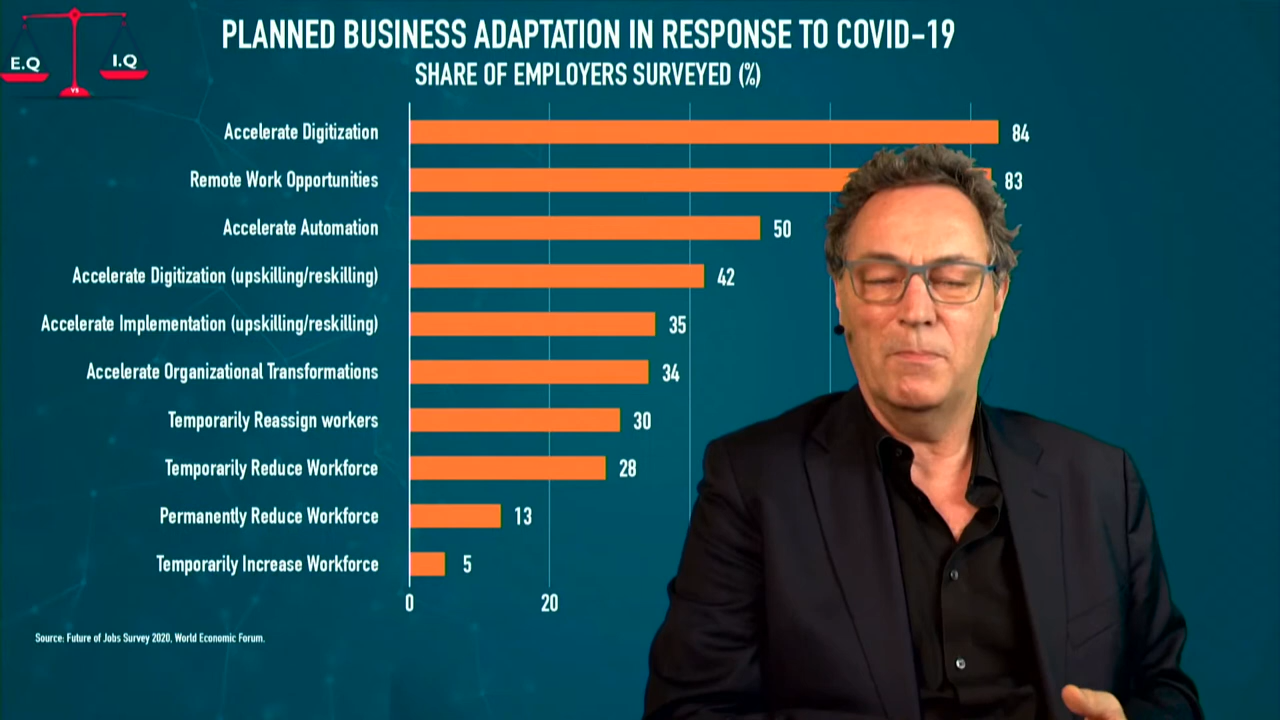 PLANNED BUSINESS ADAPTATION IN RESPONSE TO COVID-19
SHARE OF EMPLOYERS SURVEYED (%)
E.Q
I.Q
VS
Accelerate Digitization 84
Remote Work Opportunities 83
Accelerate Automation 50
Accelerate Digitization (upskilling/reskilling) 42
Accelerate Implementation (upskilling/reskilling) 35
Accelerate Organizational Transformations 34
Temporarily Reassign workers 30
Temporarily Reduce Workforce 28
Permanently Reduce Workforce 13
Temporarily Increase Workforce 5
0 20
Source: Future of Jobs Survey 2020, World Economic Forum.